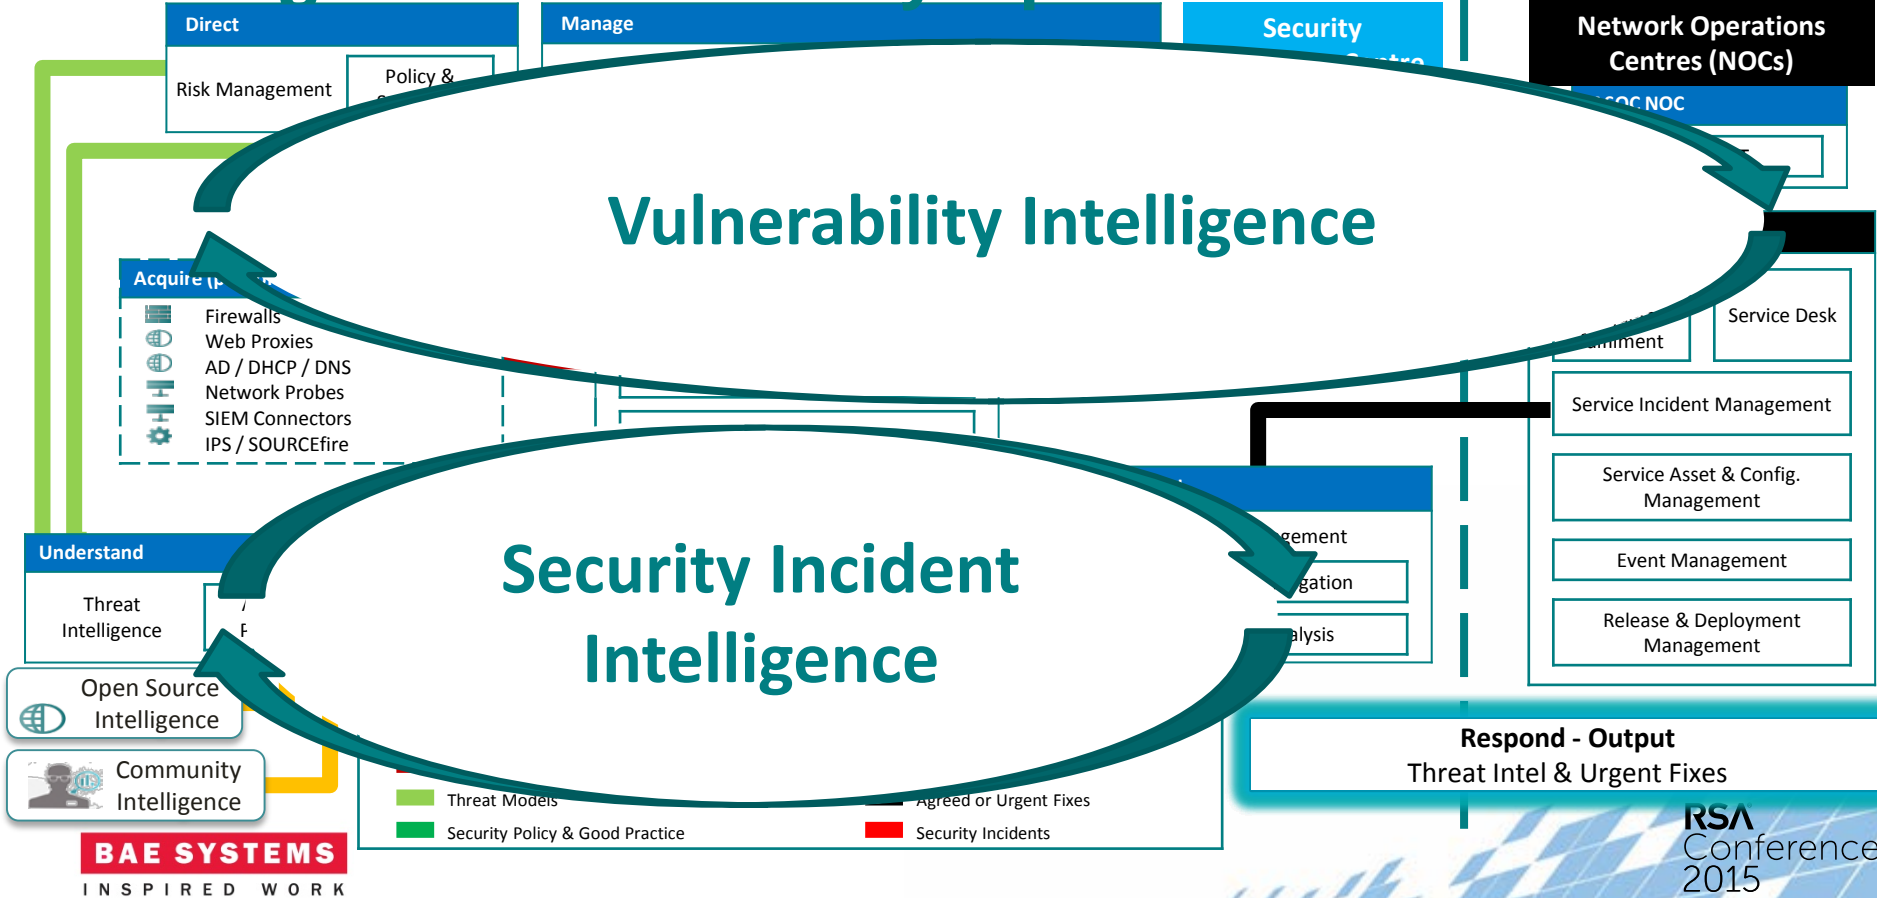 Direct
Manage
Security
Centre
Network Operations
Centres (NOCs)
NOC
Risk Management
Policy &
Vulnerability Intelligence
Acquire
Firewalls
Web Proxies
AD / DHCP / DNS
Network Probes
SIEM Connectors
IPS / SOURCEfire
Service Desk
Service Incident Management
Service Asset & Config.
Management
Event Management
Release & Deployment
Management
Understand
Threat
Intelligence
Security Incident
Intelligence
Open Source
Intelligence
Community
Intelligence
Threat Models
Security Policy & Good Practice
Agreed or Urgent Fixes
Security Incidents
Respond - Output
Threat Intel & Urgent Fixes
BAE SYSTEMS
INSPIRED WORK
RSA
Conference
2015